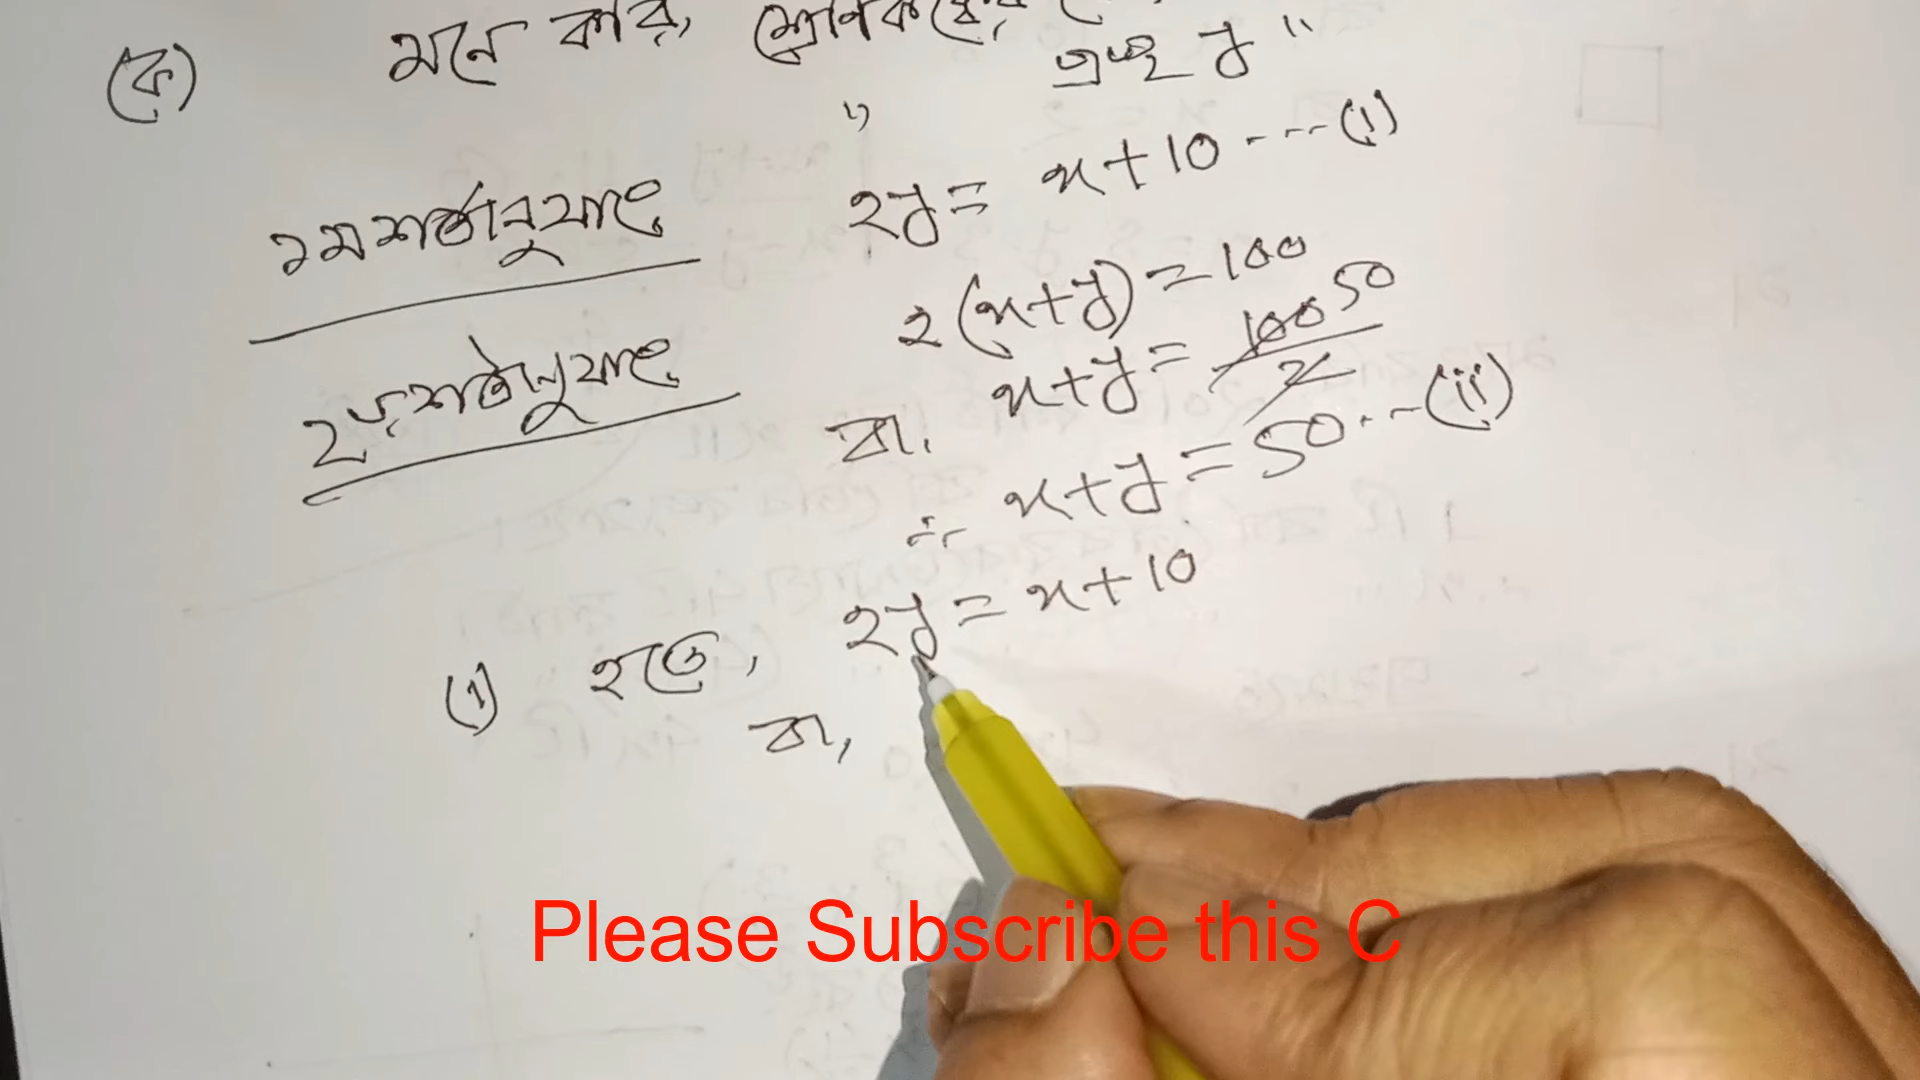 (ক) মনে করি, শ্রেণিকক্ষের
" প্রস্থ y "
১ম শর্তানুযায়ী 2y = x + 10 --- (i)
2 (x+y) = 100
২য় শর্তানুযায়ী বা, x+y = 100 50 / 2
∴ x+y = 50 --- (ii)
(i) হতে, 2y = x + 10
বা,
Please Subscribe this C